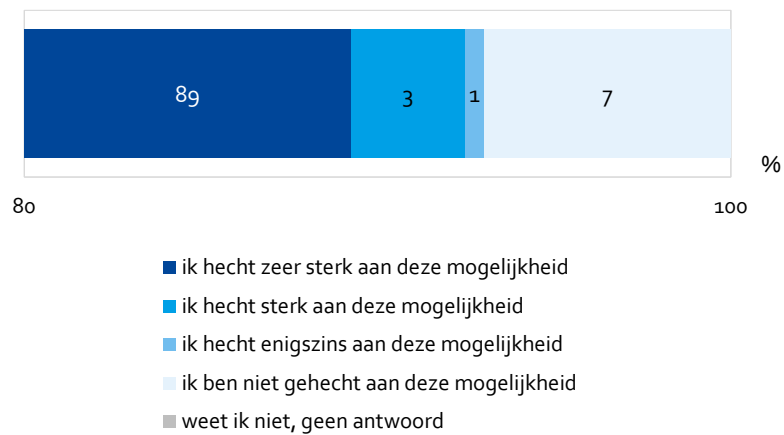 89 3 1 7
%
80 100
ik hecht zeer sterk aan deze mogelijkheid
ik hecht sterk aan deze mogelijkheid
ik hecht enigszins aan deze mogelijkheid
ik ben niet gehecht aan deze mogelijkheid
weet ik niet, geen antwoord